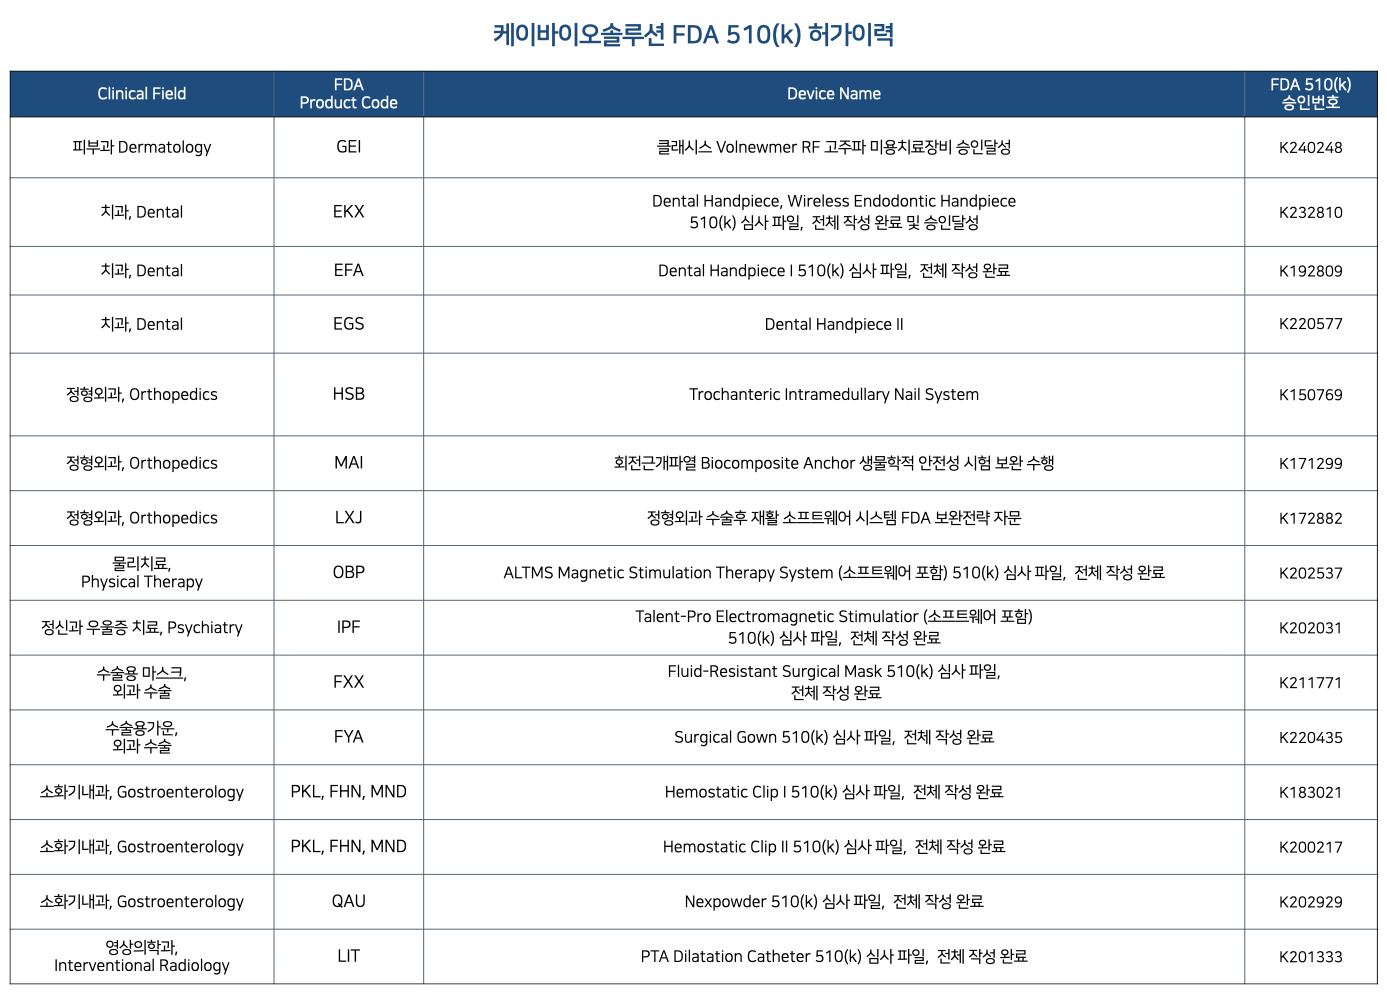 케이바이오솔루션 FDA 510(k) 허가이력
Clinical Field
FDA
Product Code
Device Name
FDA 510(k)
승인번호
피부과 Dermatology
GEI
클래시스 Volnewmer RF 고주파 미용치료장비 승인달성
K240248
치과, Dental
EKX
Dental Handpiece, Wireless Endodontic Handpiece
510(k) 심사 파일, 전체 작성 완료 및 승인달성
K232810
치과, Dental
EFA
Dental Handpiece I 510(k) 심사 파일, 전체 작성 완료
K192809
치과, Dental
EGS
Dental Handpiece II
K220577
정형외과, Orthopedics
HSB
Trochanteric Intramedullary Nail System
K150769
정형외과, Orthopedics
MAI
회전근개파열 Biocomposite Anchor 생물학적 안전성 시험 보완 수행
K171299
정형외과, Orthopedics
LXJ
정형외과 수술후 재활 소프트웨어 시스템 FDA 보완전략 자문
K172882
물리치료,
Physical Therapy
OBP
ALTMS Magnetic Stimulation Therapy System (소프트웨어 포함) 510(k) 심사 파일, 전체 작성 완료
K202537
정신과 우울증 치료, Psychiatry
IPF
Talent-Pro Electromagnetic Stimulatior (소프트웨어 포함)
510(k) 심사 파일, 전체 작성 완료
K202031
수술용 마스크,
외과 수술
FXX
Fluid-Resistant Surgical Mask 510(k) 심사 파일,
전체 작성 완료
K211771
수술용가운,
외과 수술
FYA
Surgical Gown 510(k) 심사 파일, 전체 작성 완료
K220435
소화기내과, Gostroenterology
PKL, FHN, MND
Hemostatic Clip I 510(k) 심사 파일, 전체 작성 완료
K183021
소화기내과, Gostroenterology
PKL, FHN, MND
Hemostatic Clip II 510(k) 심사 파일, 전체 작성 완료
K200217
소화기내과, Gostroenterology
QAU
Nexpowder 510(k) 심사 파일, 전체 작성 완료
K202929
영상의학과,
Interventional Radiology
LIT
PTA Dilatation Catheter 510(k) 심사 파일, 전체 작성 완료
K201333